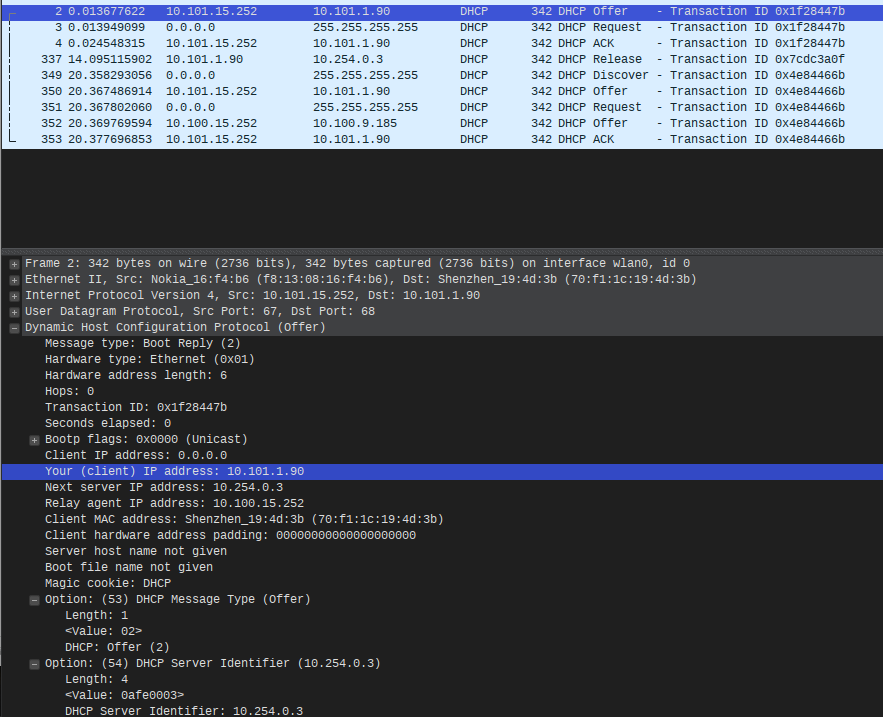 2 0.013677622 10.101.15.252 10.101.1.90 DHCP 342 DHCP Offer - Transaction ID 0x1f28447b
3 0.013949099 0.0.0.0 255.255.255.255 DHCP 342 DHCP Request - Transaction ID 0x1f28447b
4 0.024548315 10.101.15.252 10.101.1.90 DHCP 342 DHCP ACK - Transaction ID 0x1f28447b
337 14.095115902 10.101.1.90 10.254.0.3 DHCP 342 DHCP Release - Transaction ID 0x7cdc3a0f
349 20.358293056 0.0.0.0 255.255.255.255 DHCP 342 DHCP Discover - Transaction ID 0x4e84466b
350 20.367486914 10.101.15.252 10.101.1.90 DHCP 342 DHCP Offer - Transaction ID 0x4e84466b
351 20.367802060 0.0.0.0 255.255.255.255 DHCP 342 DHCP Request - Transaction ID 0x4e84466b
352 20.369769594 10.100.15.252 10.100.9.185 DHCP 342 DHCP Offer - Transaction ID 0x4e84466b
353 20.377696853 10.101.15.252 10.101.1.90 DHCP 342 DHCP ACK - Transaction ID 0x4e84466b
Frame 2: 342 bytes on wire (2736 bits), 342 bytes captured (2736 bits) on interface wlan0, id 0
Ethernet II, Src: Nokia_16:f4:b6 (f8:13:08:16:f4:b6), Dst: Shenzhen_19:4d:3b (70:f1:1c:19:4d:3b)
Internet Protocol Version 4, Src: 10.101.15.252, Dst: 10.101.1.90
User Datagram Protocol, Src Port: 67, Dst Port: 68
Dynamic Host Configuration Protocol (Offer)
Message type: Boot Reply (2)
Hardware type: Ethernet (0x01)
Hardware address length: 6
Hops: 0
Transaction ID: 0x1f28447b
Seconds elapsed: 0
Bootp flags: 0x0000 (Unicast)
Client IP address: 0.0.0.0
Your (client) IP address: 10.101.1.90
Next server IP address: 10.254.0.3
Relay agent IP address: 10.100.15.252
Client MAC address: Shenzhen_19:4d:3b (70:f1:1c:19:4d:3b)
Client hardware address padding: 00000000000000000000
Server host name not given
Boot file name not given
Magic cookie: DHCP
Option: (53) DHCP Message Type (Offer)
Length: 1
<Value: 02>
DHCP: Offer (2)
Option: (54) DHCP Server Identifier (10.254.0.3)
Length: 4
<Value: 0afe0003>
DHCP Server Identifier: 10.254.0.3